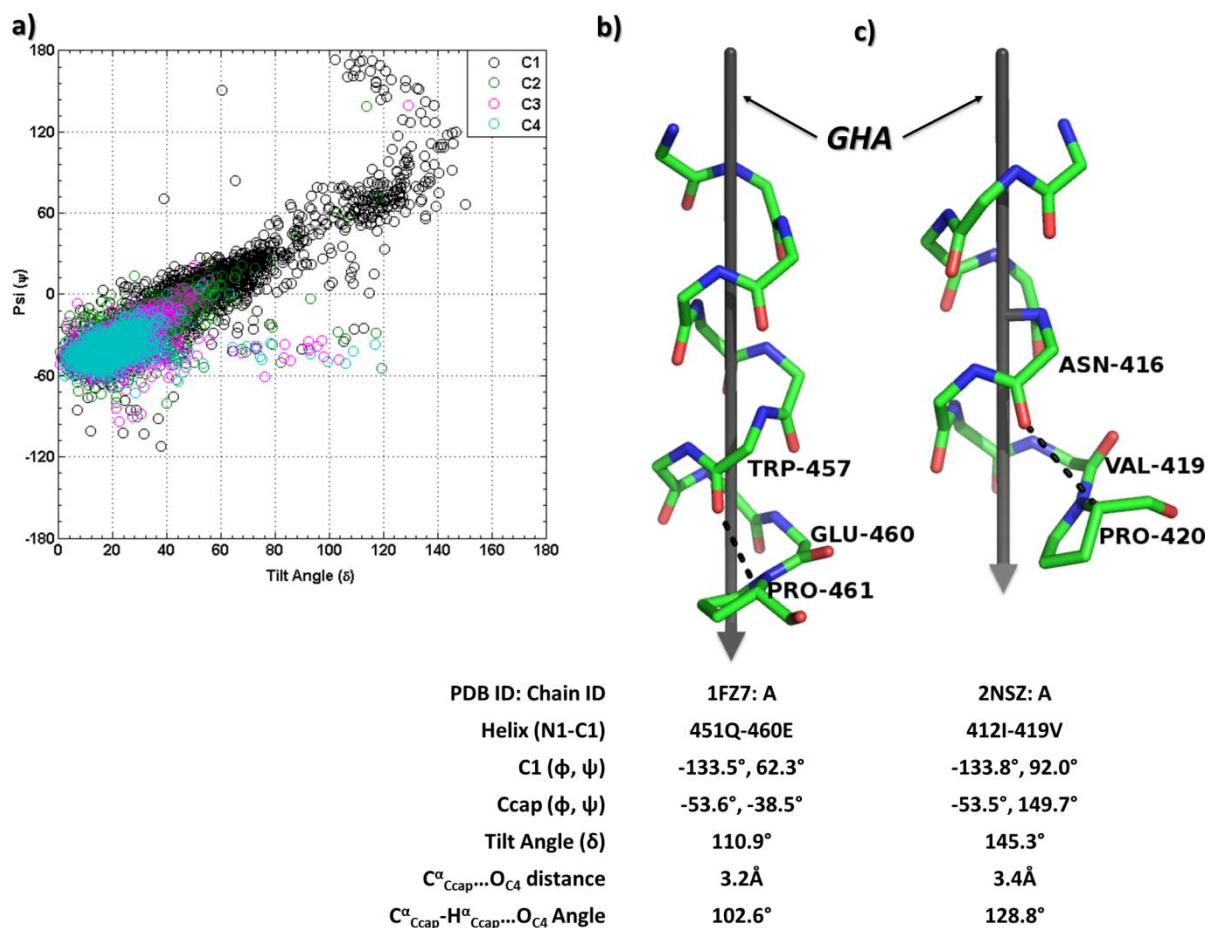 a)
180
120
60
0
-60
-120
-180
Psi (ψ)
0 20 40 60 80 100 120 140 160 180
Tilt Angle (δ)
C1
C2
C3
C4
b)
c)
GHA
ASN-416
TRP-457
VAL-419
GLU-460
PRO-420
PRO-461
PDB ID: Chain ID 1FZ7: A 2NSZ: A
Helix (N1-C1) 451Q-460E 412I-419V
C1 (ϕ, ψ) -133.5°, 62.3° -133.8°, 92.0°
Ccap (ϕ, ψ) -53.6°, -38.5° -53.5°, 149.7°
Tilt Angle (δ) 110.9° 145.3°
CαCcap...OC4 distance 3.2Å 3.4Å
CαCcap-HαCcap...OC4 Angle 102.6° 128.8°